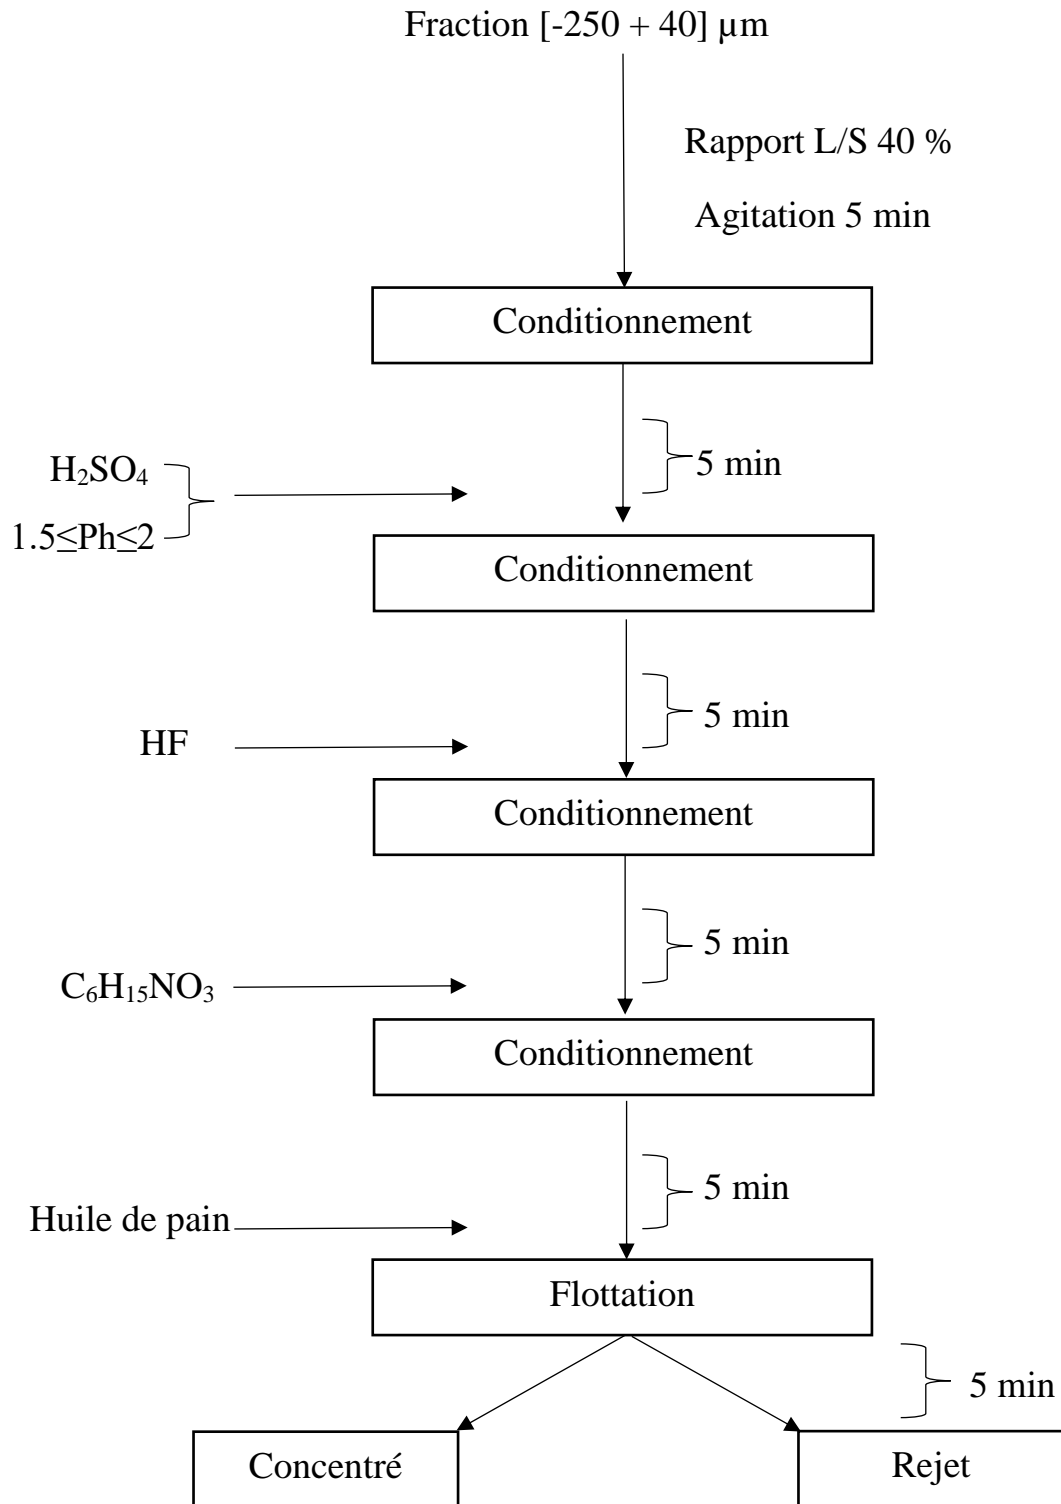 Fraction [-250 + 40] µm
Rapport L/S 40 %
Agitation 5 min
Conditionnement
5 min
H₂SO₄
1.5≤Ph≤2
Conditionnement
5 min
HF
Conditionnement
5 min
C₆H₁₅NO₃
Conditionnement
5 min
Huile de pain
Flottation
5 min
Concentré
Rejet